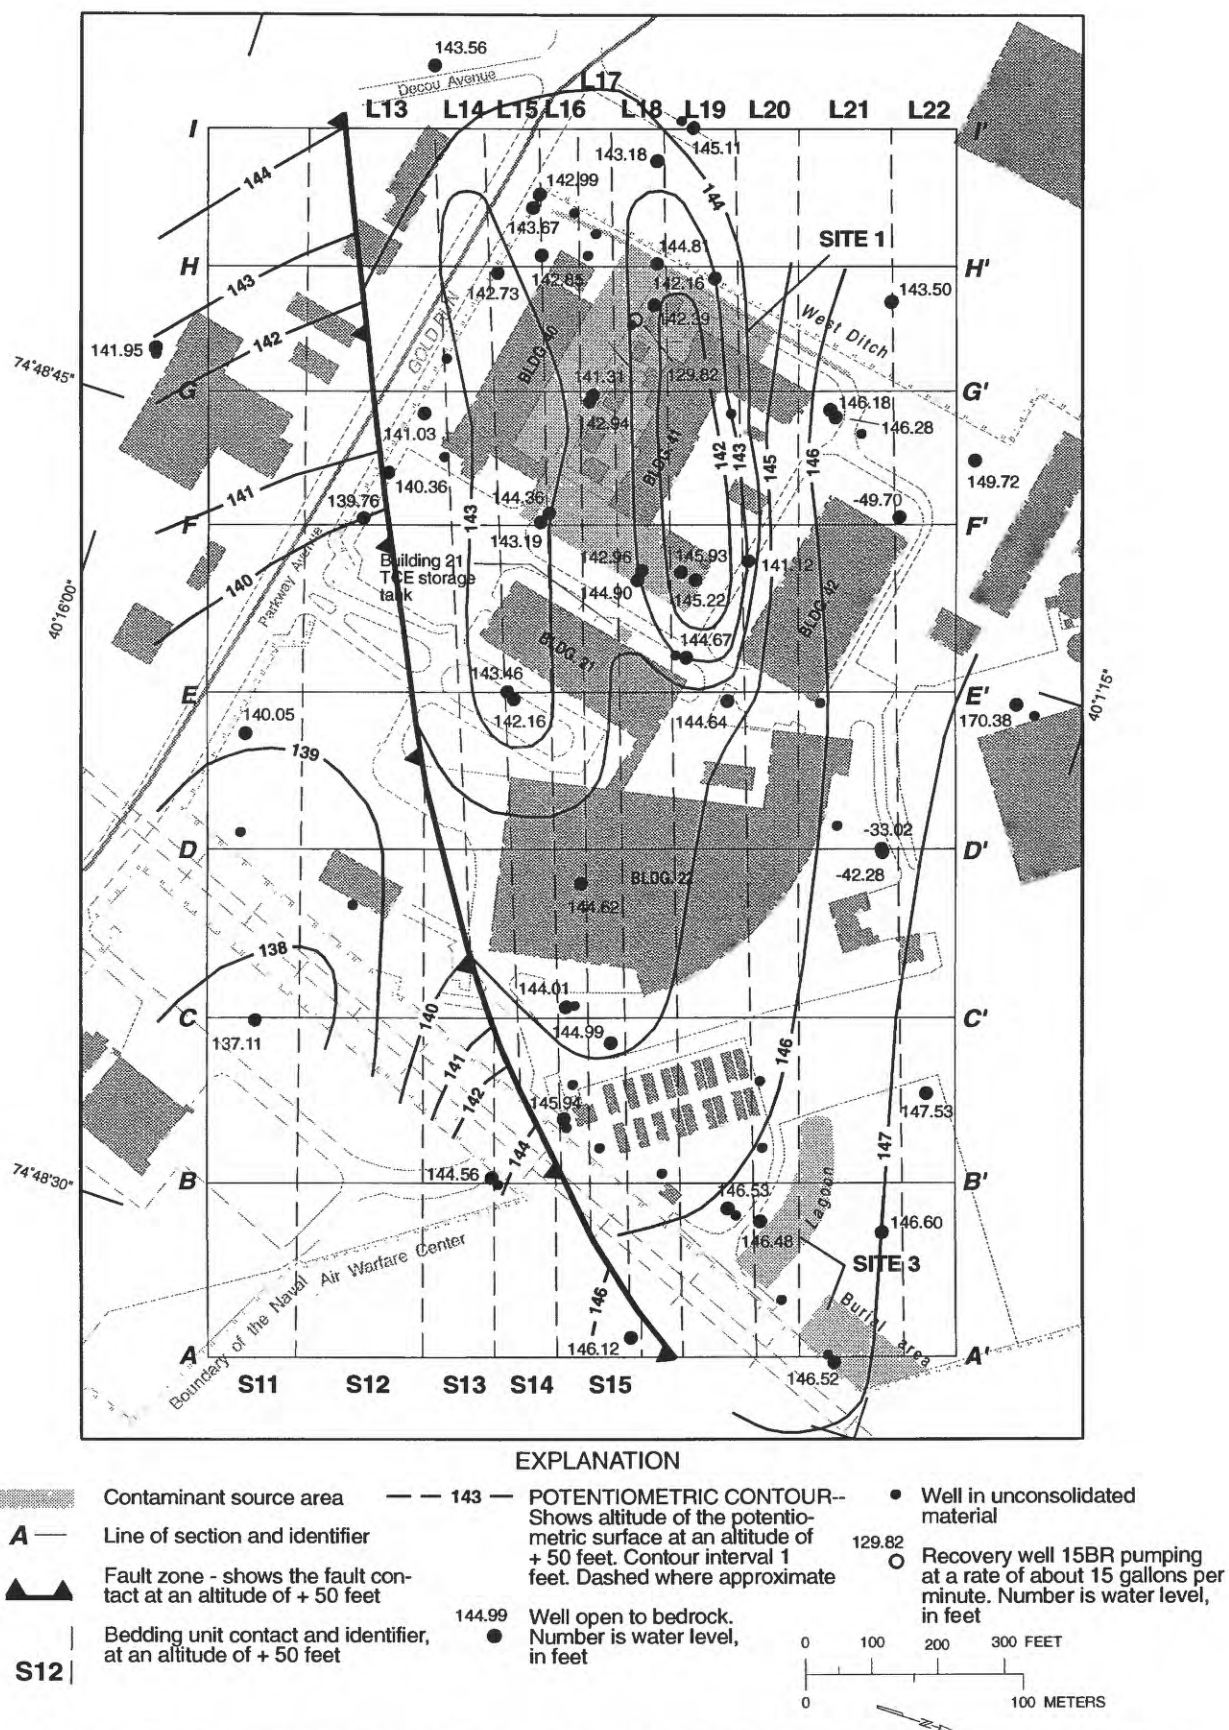 143.56
Decou Avenue
L17
L13 L14 L15 L16 L18 L19 L20 L21 L22
I I'
145.11
143.18
144
144
142.99
143.67
SITE 1
144.81
H H'
142.85
142.16
142.73
143
143.50
GOLD RUN
142.39
West Ditch
142
141.95
BLDG. 40
74°48'45"
141.31
129.82
G G'
146.18
142.94
146.28
141.03
BLDG. 41
142
143
145
146
149.72
140.36
141
144.36
-49.70
139.76
143
F F'
143.19
142.96
145.93
141.12
Building 21
TCE storage
tank
144.90
145.22
140
Parkway Avenue
BLDG. 42
40°16'00"
BLDG. 21
144.67
143.46
E E'
142.16
144.64
170.38
40°1'15"
140.05
139
-33.02
D D'
BLDG. 22
-42.28
144.62
138
144.01
C C'
140
144.99
137.11
146
141
142
145.94
147.53
147
74°48'30"
144.56
144
B B'
Lagoon
146.53
146.60
146.48
Boundary of the Naval Air Warfare Center
SITE 3
146
Burial area
146.12
A A'
146.52
S11 S12 S13 S14 S15
EXPLANATION
Contaminant source area
A
Line of section and identifier
Fault zone - shows the fault con-
tact at an altitude of + 50 feet
S12
Bedding unit contact and identifier,
at an altitude of + 50 feet
143
POTENTIOMETRIC CONTOUR--
Shows altitude of the potentio-
metric surface at an altitude of
+ 50 feet. Contour interval 1
feet. Dashed where approximate
144.99
Well open to bedrock.
Number is water level,
in feet
Well in unconsolidated
material
129.82
Recovery well 15BR pumping
at a rate of about 15 gallons per
minute. Number is water level,
in feet
0 100 200 300 FEET
0 100 METERS